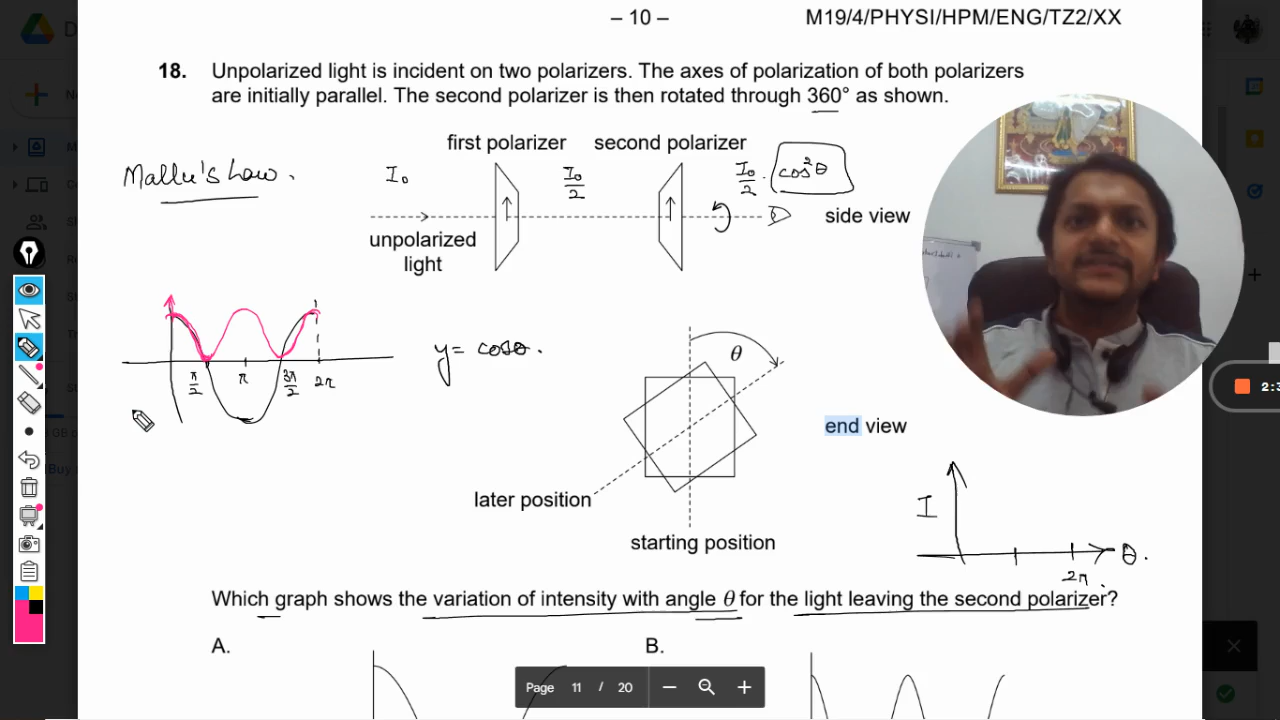 – 10 –
M19/4/PHYSI/HPM/ENG/TZ2/XX
18. Unpolarized light is incident on two polarizers. The axes of polarization of both polarizers
are initially parallel. The second polarizer is then rotated through 360° as shown.
first polarizer second polarizer
Mallu's Law.
I₀
I₀/2
I₀/2 . cos²θ
side view
unpolarized
light
y = cosθ.
π/2 π 3π/2 2π
θ
end view
later position
I
starting position
θ.
2π
Which graph shows the variation of intensity with angle θ for the light leaving the second polarizer?
A. B.
Page 11 / 20